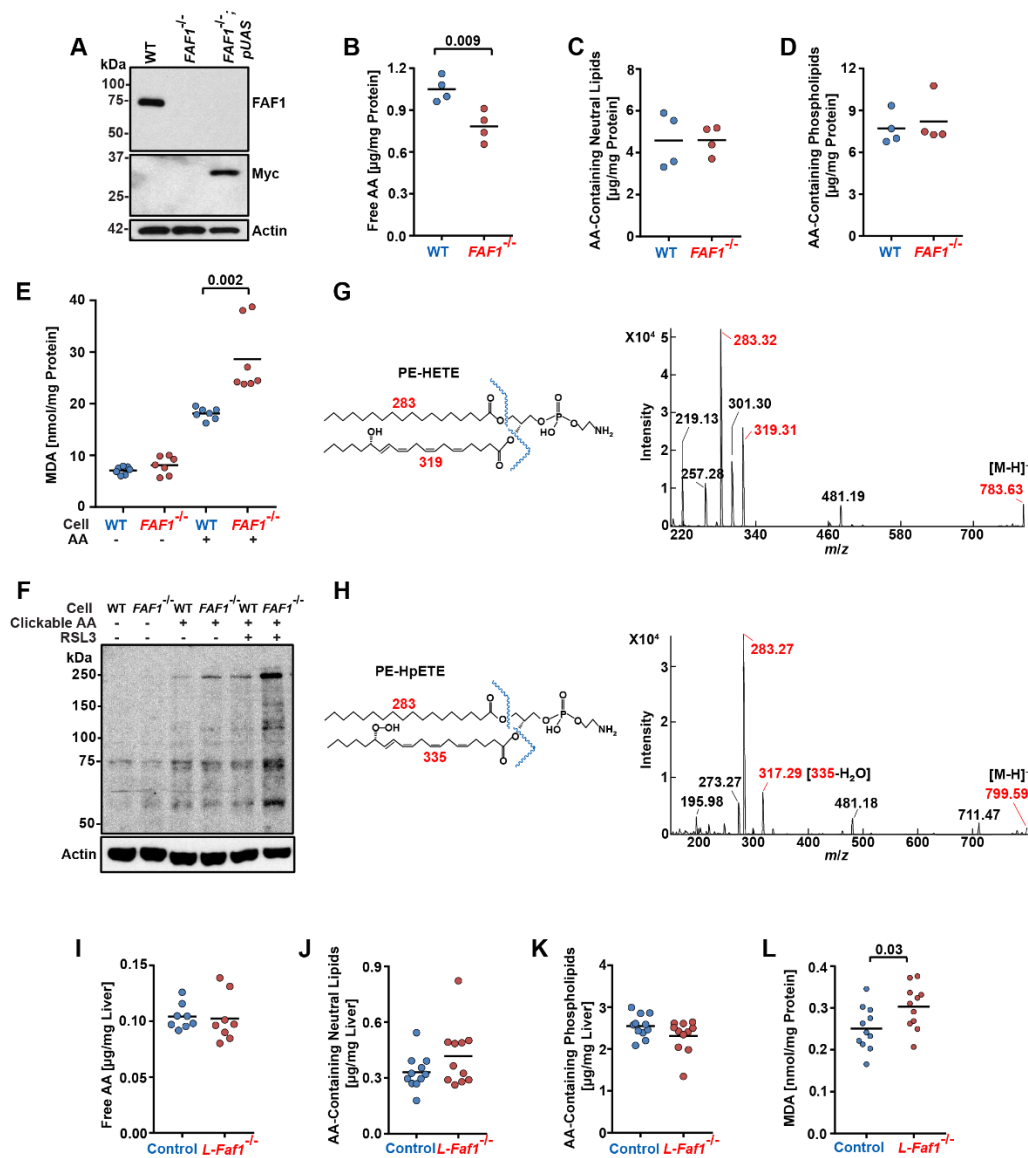 A
WT
FAF1-/-
FAF1-/-;
pUAS
kDa
100-
75-
50-
37-
25-
42-
FAF1
Myc
Actin
B
0.009
Free AA [µg/mg Protein]
1.2
0.9
0.6
0.3
0.0
WT FAF1-/-
C
AA-Containing Neutral Lipids
[µg/mg Protein]
8
6
4
2
0
WT FAF1-/-
D
AA-Containing Phospholipids
[µg/mg Protein]
12
9
6
3
0
WT FAF1-/-
E
0.002
MDA [nmol/mg Protein]
40
30
20
10
0
Cell WT FAF1-/- WT FAF1-/-
AA - - + +
F
Cell WT FAF1-/- WT FAF1-/- WT FAF1-/-
Clickable AA - - + + + +
RSL3 - - - - + +
kDa
250-
150-
100-
75-
50-
Actin
G
PE-HETE
283
OH
319
O
O
O
O
O
P
HO
O
NH2
X10⁴
Intensity
5
4
3
2
1
0
283.32
219.13
301.30
319.31
257.28
481.19
[M-H]-
783.63
220 340 460 580 700
m/z
H
PE-HpETE
283
O-OH
335
O
O
O
O
O
P
HO
O
NH2
X10⁴
Intensity
3
2
1
0
283.27
317.29 [335-H2O]
273.27
195.98
481.18
711.47
[M-H]-
799.59
200 300 400 500 600 700
m/z
I
Free AA [µg/mg Liver]
0.15
0.10
0.05
0.00
Control L-Faf1-/-
J
AA-Containing Neutral Lipids
[µg/mg Liver]
0.9
0.6
0.3
0.0
Control L-Faf1-/-
K
AA-Containing Phospholipids
[µg/mg Liver]
4
3
2
1
0
Control L-Faf1-/-
L
0.03
MDA [nmol/mg Protein]
0.4
0.3
0.2
0.1
0.0
Control L-Faf1-/-